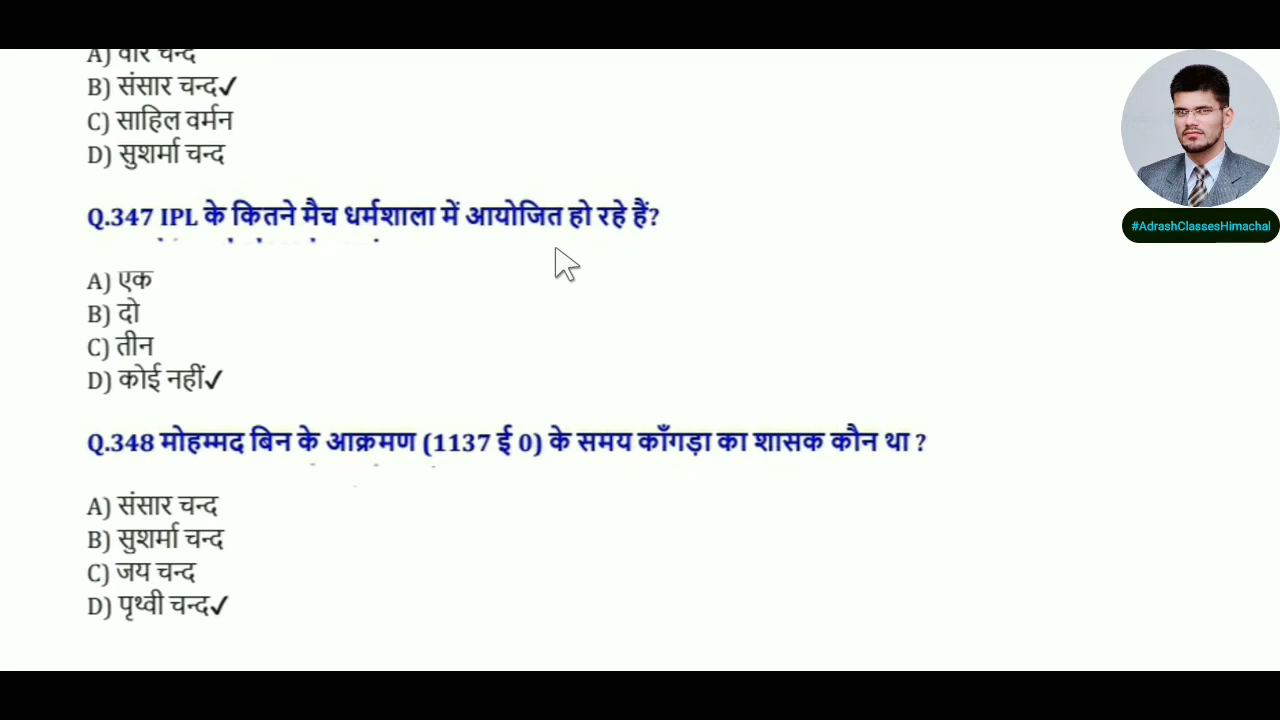 A) वीर चन्द
B) संसार चन्द✓
C) साहिल वर्मन
D) सुशर्मा चन्द
#AdrashClassesHimachal
Q.347 IPL के कितने मैच धर्मशाला में आयोजित हो रहे हैं?
A) एक
B) दो
C) तीन
D) कोई नहीं✓
Q.348 मोहम्मद बिन के आक्रमण (1137 ई 0) के समय काँगड़ा का शासक कौन था ?
A) संसार चन्द
B) सुशर्मा चन्द
C) जय चन्द
D) पृथ्वी चन्द✓